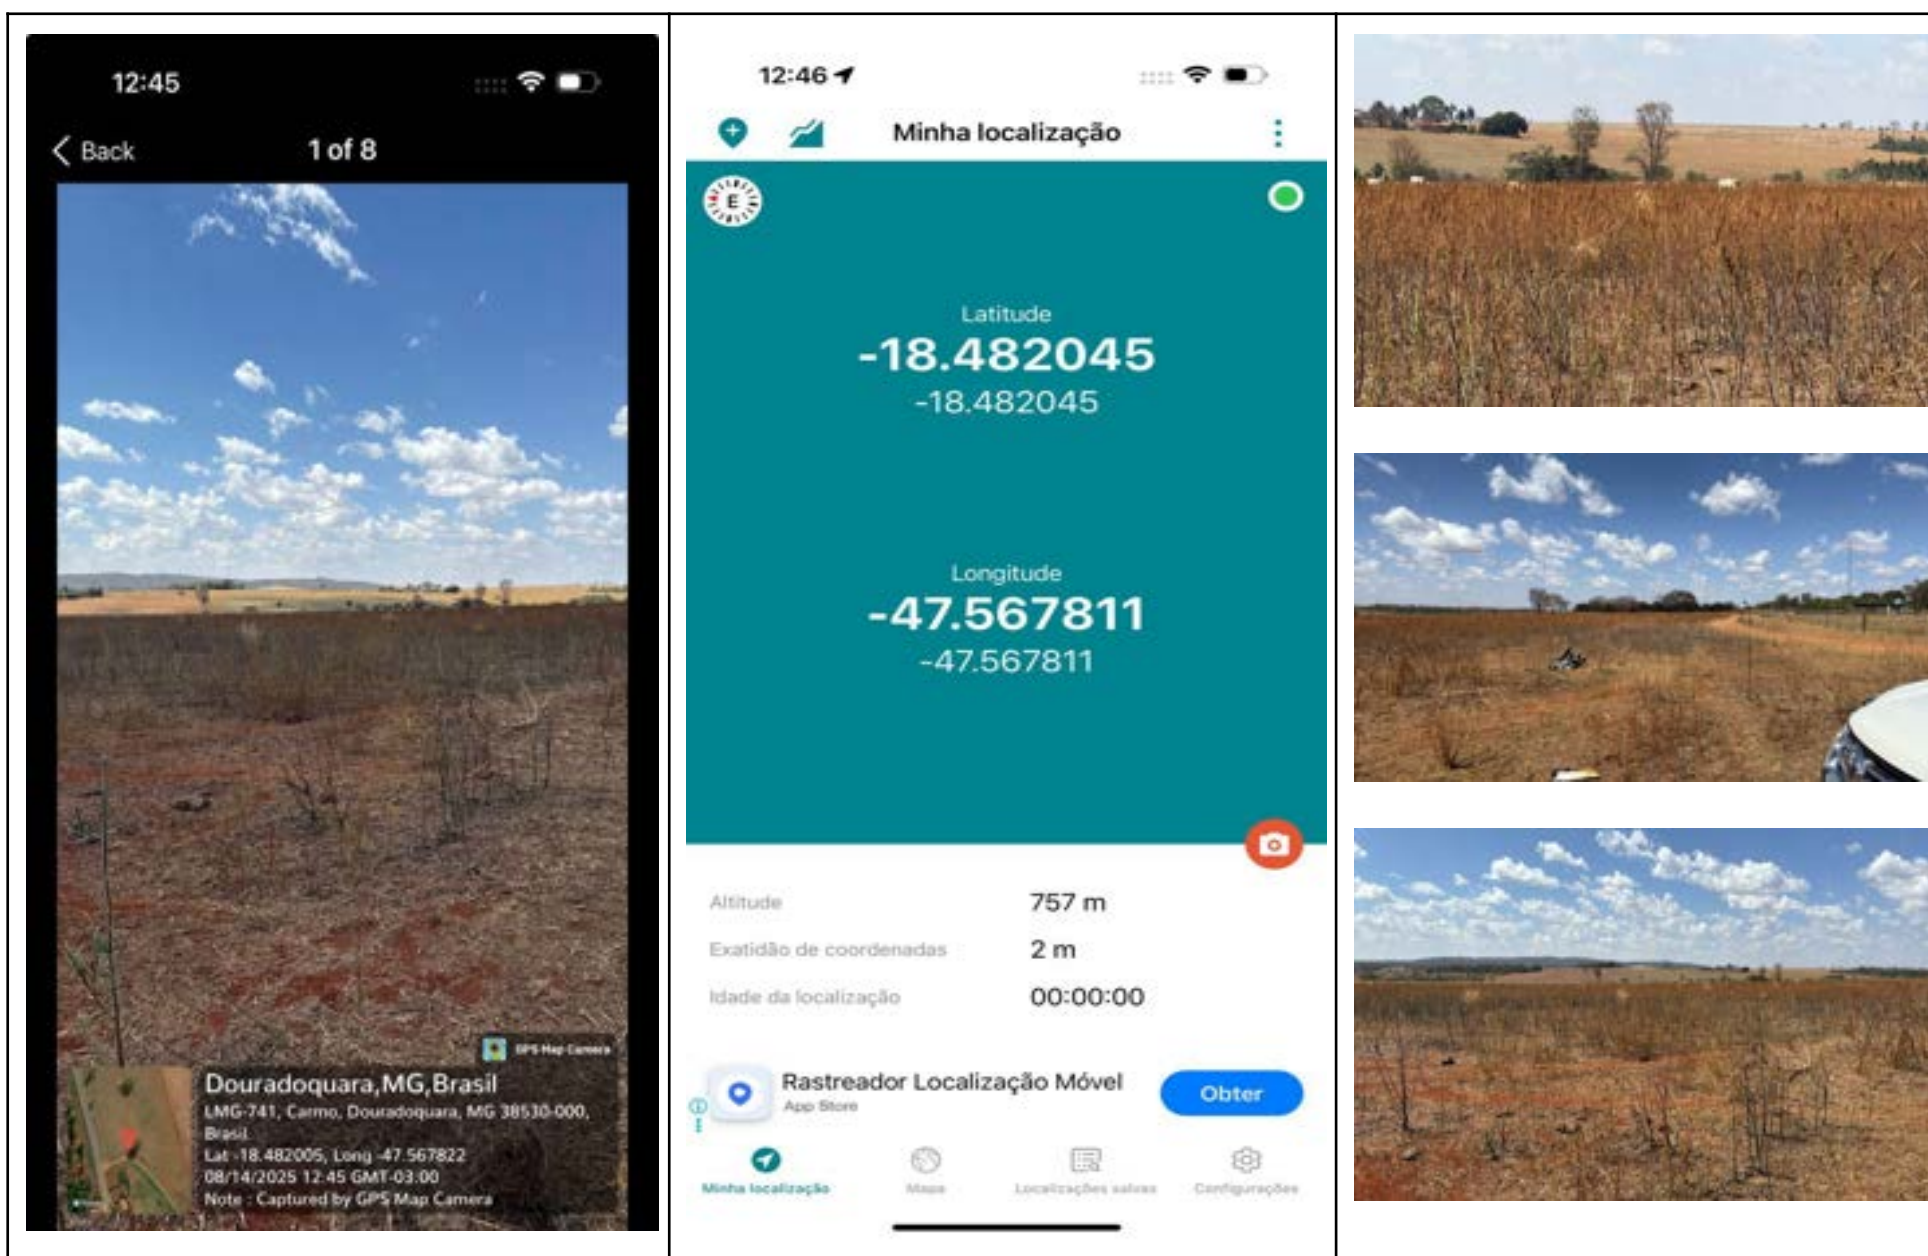 12:45
Back
1 of 8
GPS Map Camera
Douradoquara,MG,Brasil
LMG-741, Carmo, Douradoquara, MG 38530-000,
Brasil
Lat -18.482005, Long -47.567822
08/14/2025 12:45 GMT-03:00
Note : Captured by GPS Map Camera
12:46
Minha localização
E
Latitude
-18.482045
-18.482045
Longitude
-47.567811
-47.567811
Altitude 757 m
Exatidão de coordenadas 2 m
Idade da localização 00:00:00
Rastreador Localização Móvel
App Store
Obter
Minha localização
Mapa
Localizações salvas
Configurações